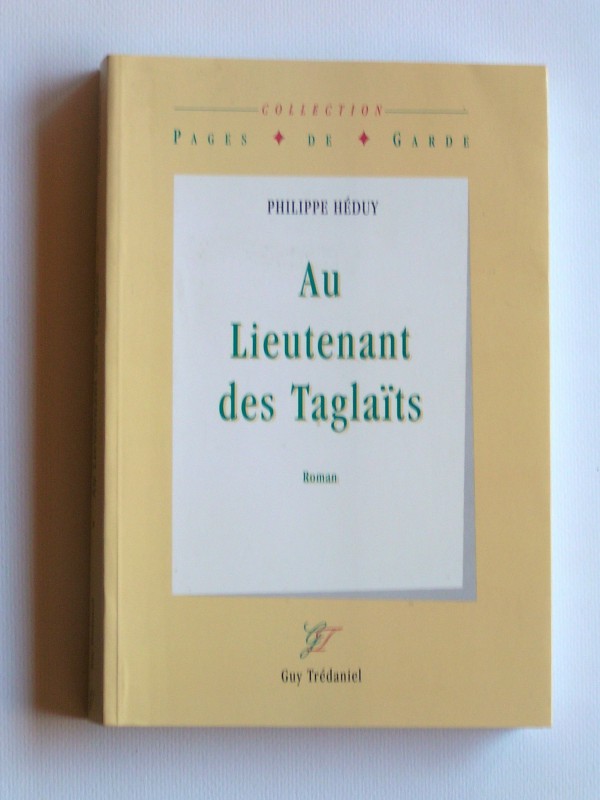 COLLECTION
PAGES DE GARDE
PHILIPPE HÉDUY
Au
Lieutenant
des Taglaïts
Roman
GT
Guy Trédaniel